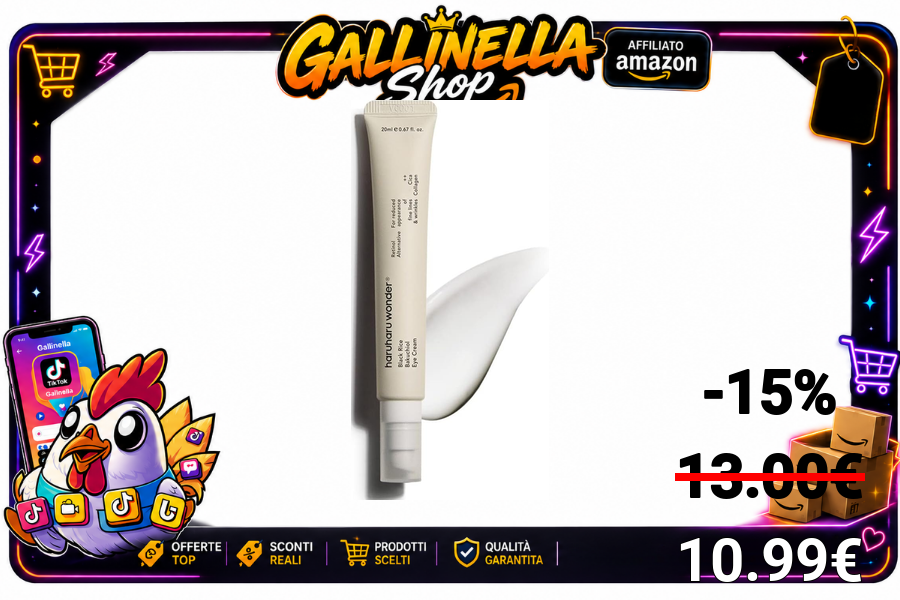 GALLINELLA
Shop
AFFILIATO
amazon
20ml e 0.67 fl. oz.
Retinol
Alternative
For reduced
appearance
of
fine lines
& wrinkles
++
Cica
Collagen
haruharu wonder®
Black Rice
Bakuchiol
Eye Cream
Gallinella
TikTok
Gallinella
-15%
13.00€
10.99€
OFFERTE
TOP
SCONTI
REALI
PRODOTTI
SCELTI
QUALITÀ
GARANTITA